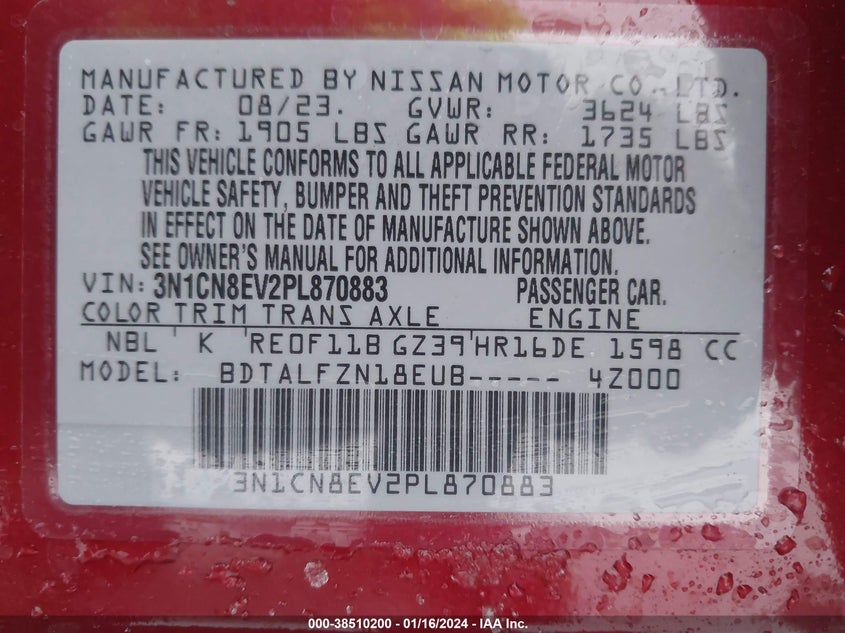 MANUFACTURED BY NISSAN MOTOR CO., LTD.
DATE: 08/23. GVWR: 3624 LBS
GAWR FR: 1905 LBS GAWR RR: 1735 LBS
THIS VEHICLE CONFORMS TO ALL APPLICABLE FEDERAL MOTOR
VEHICLE SAFETY, BUMPER AND THEFT PREVENTION STANDARDS
IN EFFECT ON THE DATE OF MANUFACTURE SHOWN ABOVE.
SEE OWNER'S MANUAL FOR ADDITIONAL INFORMATION.
VIN: 3N1CN8EV2PL870883 PASSENGER CAR.
COLOR TRIM TRANS AXLE ENGINE
NBL K RE0F11B GZ39 HR16DE 1598 CC
MODEL: BDTALFZN18EUB----- 4Z000
3N1CN8EV2PL870883
000-38510200 - 01/16/2024 - IAA Inc.